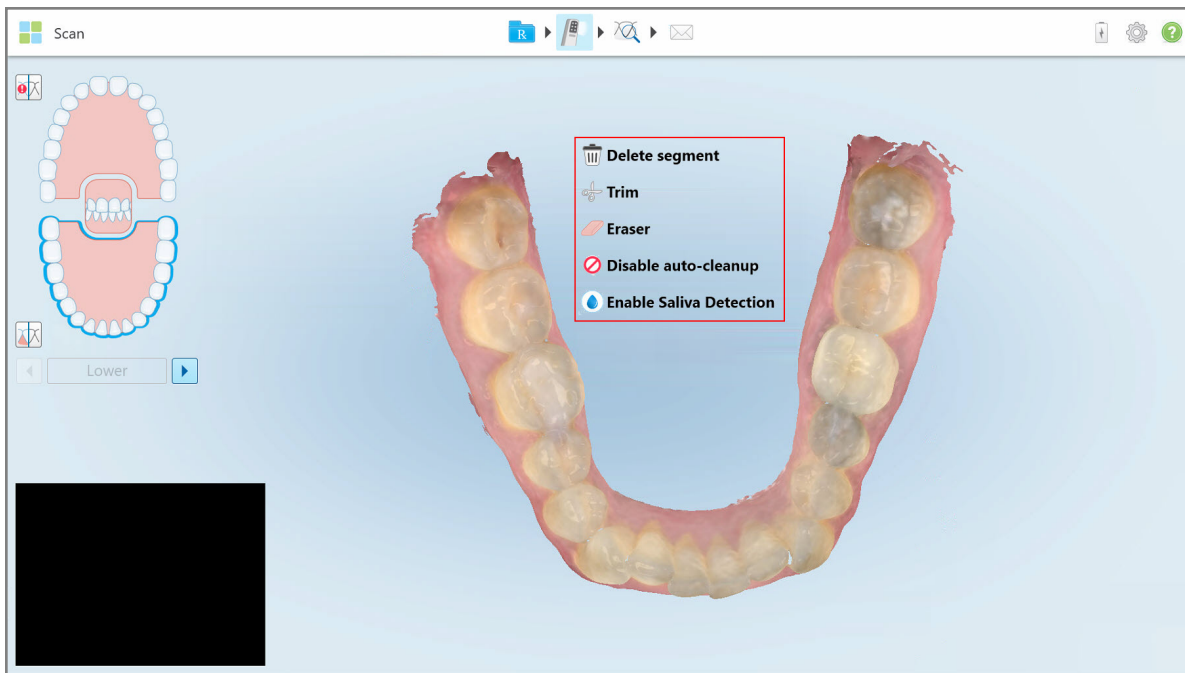 Scan
R
?
!
Delete segment
Trim
Eraser
Disable auto-cleanup
Enable Saliva Detection
Lower